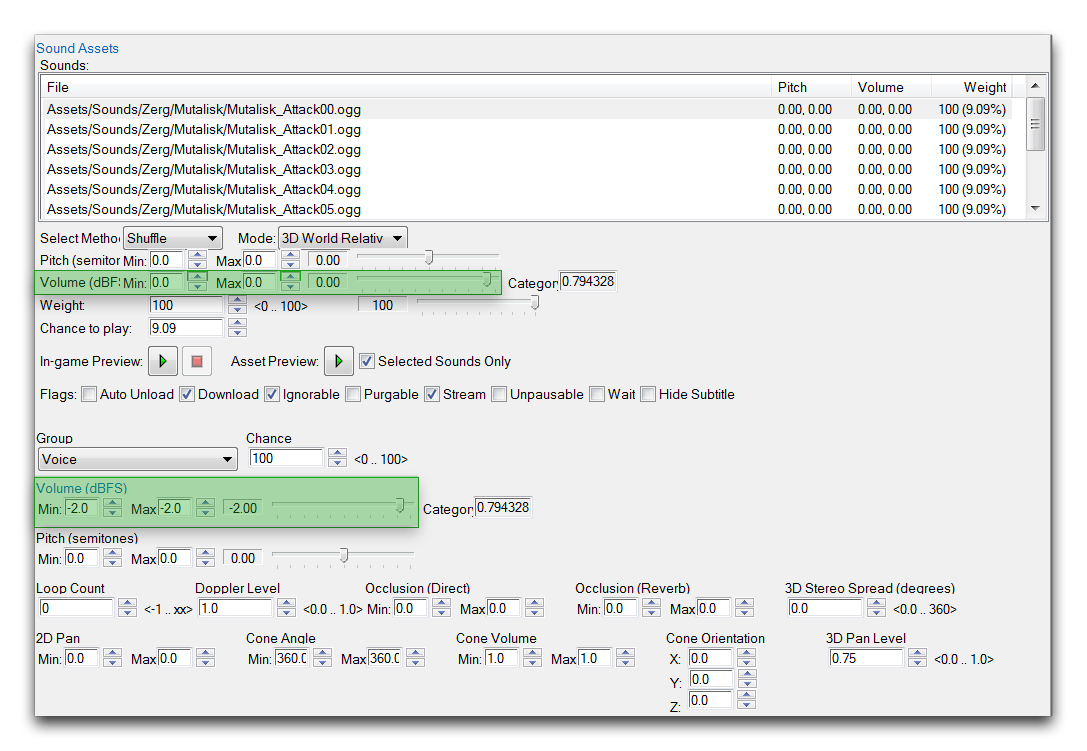 Sound Assets
Sounds:
File Pitch Volume Weight
Assets/Sounds/Zerg/Mutalisk/Mutalisk_Attack00.ogg 0.00, 0.00 0.00, 0.00 100 (9.09%)
Assets/Sounds/Zerg/Mutalisk/Mutalisk_Attack01.ogg 0.00, 0.00 0.00, 0.00 100 (9.09%)
Assets/Sounds/Zerg/Mutalisk/Mutalisk_Attack02.ogg 0.00, 0.00 0.00, 0.00 100 (9.09%)
Assets/Sounds/Zerg/Mutalisk/Mutalisk_Attack03.ogg 0.00, 0.00 0.00, 0.00 100 (9.09%)
Assets/Sounds/Zerg/Mutalisk/Mutalisk_Attack04.ogg 0.00, 0.00 0.00, 0.00 100 (9.09%)
Assets/Sounds/Zerg/Mutalisk/Mutalisk_Attack05.ogg 0.00, 0.00 0.00, 0.00 100 (9.09%)
Select Metho Shuffle Mode: 3D World Relativ
Pitch (semitor Min: 0.0 Max 0.0 0.00
Volume (dBFS Min: 0.0 Max 0.0 0.00 Categor 0.794328
Weight: 100 <0 .. 100> 100
Chance to play: 9.09
In-game Preview: Asset Preview: Selected Sounds Only
Flags: Auto Unload Download Ignorable Purgable Stream Unpausable Wait Hide Subtitle
Group Chance
Voice 100 <0 .. 100>
Volume (dBFS)
Min: -2.0 Max -2.0 -2.00 Categor 0.794328
Pitch (semitones)
Min: 0.0 Max 0.0 0.00
Loop Count Doppler Level Occlusion (Direct) Occlusion (Reverb) 3D Stereo Spread (degrees)
0 <-1 .. xx> 1.0 <0.0 .. 1.0> Min: 0.0 Max 0.0 Min: 0.0 Max 0.0 0.0 <0.0 .. 360>
2D Pan Cone Angle Cone Volume Cone Orientation 3D Pan Level
Min: 0.0 Max 0.0 Min: 360.0 Max 360.0 Min: 1.0 Max 1.0 X: 0.0 0.75 <0.0 .. 1.0>
Y: 0.0
Z: 0.0